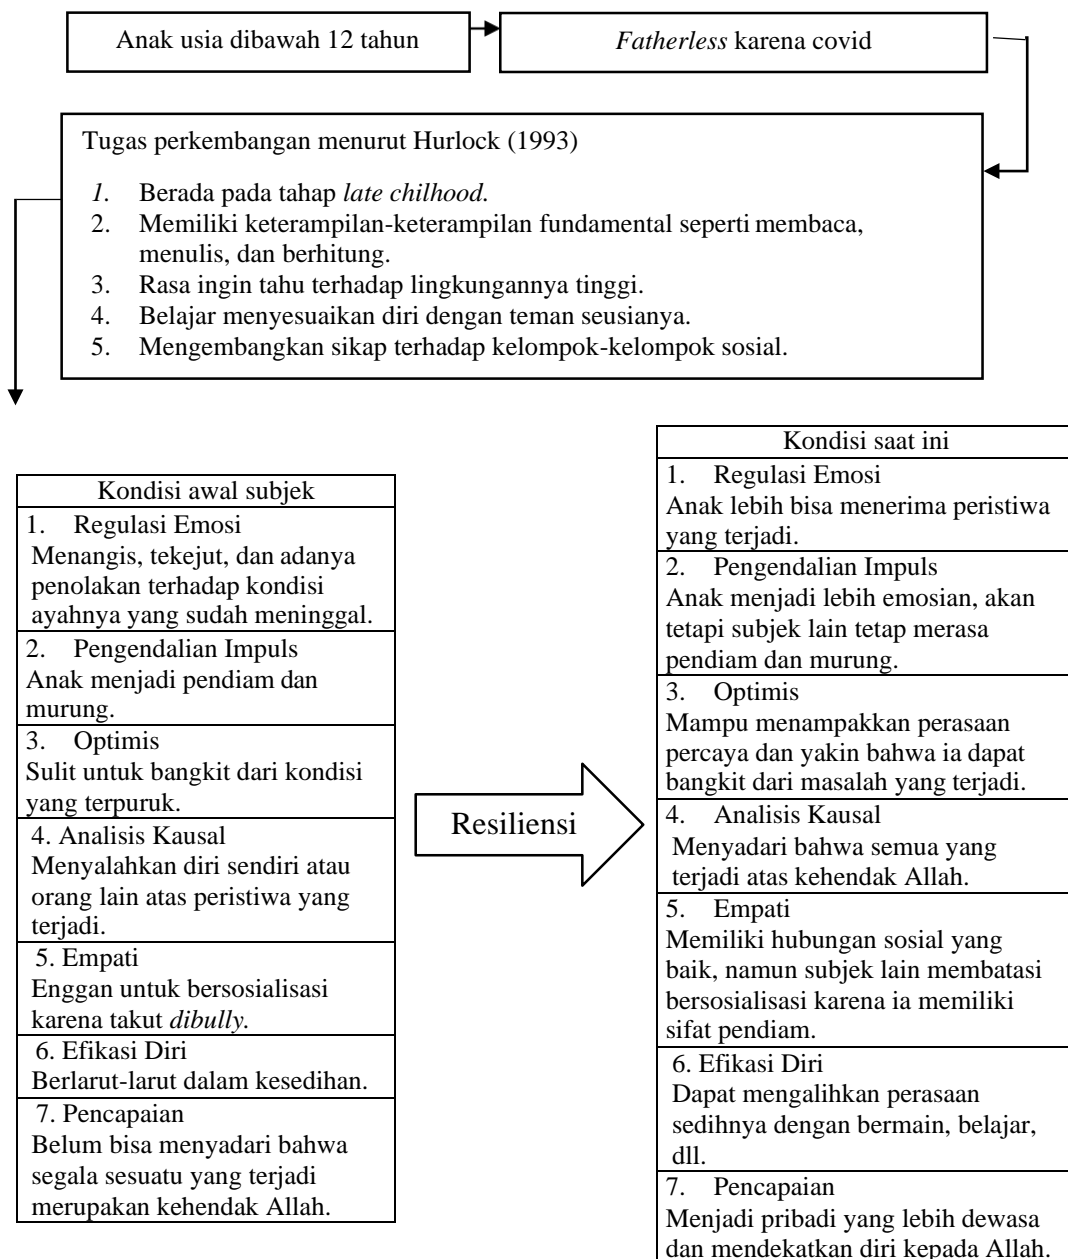 Anak usia dibawah 12 tahun
Fatherless karena covid
Tugas perkembangan menurut Hurlock (1993)
1. Berada pada tahap late chilhood.
2. Memiliki keterampilan-keterampilan fundamental seperti membaca,
menulis, dan berhitung.
3. Rasa ingin tahu terhadap lingkungannya tinggi.
4. Belajar menyesuaikan diri dengan teman seusianya.
5. Mengembangkan sikap terhadap kelompok-kelompok sosial.
Kondisi awal subjek
1. Regulasi Emosi
Menangis, tekejut, dan adanya
penolakan terhadap kondisi
ayahnya yang sudah meninggal.
2. Pengendalian Impuls
Anak menjadi pendiam dan
murung.
3. Optimis
Sulit untuk bangkit dari kondisi
yang terpuruk.
4. Analisis Kausal
Menyalahkan diri sendiri atau
orang lain atas peristiwa yang
terjadi.
5. Empati
Enggan untuk bersosialisasi
karena takut dibully.
6. Efikasi Diri
Berlarut-larut dalam kesedihan.
7. Pencapaian
Belum bisa menyadari bahwa
segala sesuatu yang terjadi
merupakan kehendak Allah.
Resiliensi
Kondisi saat ini
1. Regulasi Emosi
Anak lebih bisa menerima peristiwa
yang terjadi.
2. Pengendalian Impuls
Anak menjadi lebih emosian, akan
tetapi subjek lain tetap merasa
pendiam dan murung.
3. Optimis
Mampu menampakkan perasaan
percaya dan yakin bahwa ia dapat
bangkit dari masalah yang terjadi.
4. Analisis Kausal
Menyadari bahwa semua yang
terjadi atas kehendak Allah.
5. Empati
Memiliki hubungan sosial yang
baik, namun subjek lain membatasi
bersosialisasi karena ia memiliki
sifat pendiam.
6. Efikasi Diri
Dapat mengalihkan perasaan
sedihnya dengan bermain, belajar,
dll.
7. Pencapaian
Menjadi pribadi yang lebih dewasa
dan mendekatkan diri kepada Allah.